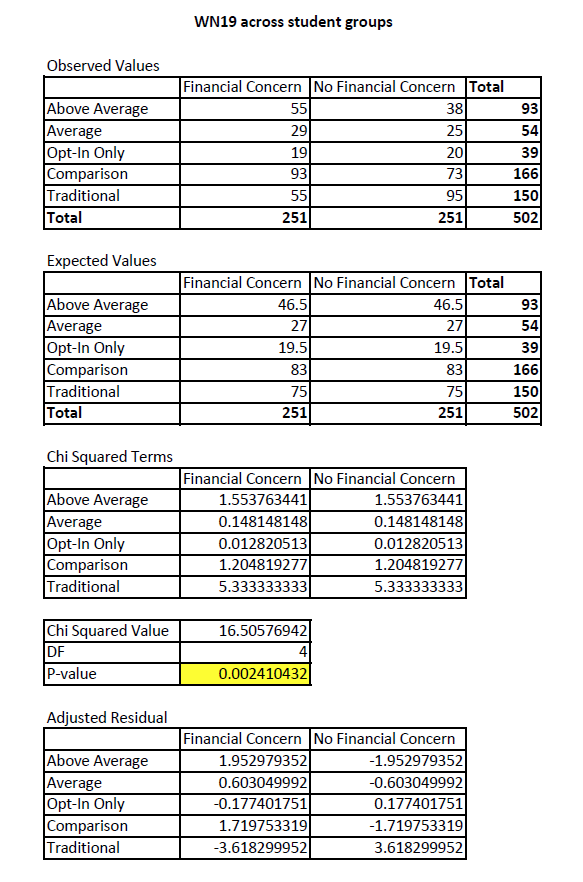 WN19 across student groups
Observed Values
Financial Concern No Financial Concern Total
Above Average 55 38 93
Average 29 25 54
Opt-In Only 19 20 39
Comparison 93 73 166
Traditional 55 95 150
Total 251 251 502
Expected Values
Financial Concern No Financial Concern Total
Above Average 46.5 46.5 93
Average 27 27 54
Opt-In Only 19.5 19.5 39
Comparison 83 83 166
Traditional 75 75 150
Total 251 251 502
Chi Squared Terms
Financial Concern No Financial Concern
Above Average 1.553763441 1.553763441
Average 0.148148148 0.148148148
Opt-In Only 0.012820513 0.012820513
Comparison 1.204819277 1.204819277
Traditional 5.333333333 5.333333333
Chi Squared Value 16.50576942
DF 4
P-value 0.002410432
Adjusted Residual
Financial Concern No Financial Concern
Above Average 1.952979352 -1.952979352
Average 0.603049992 -0.603049992
Opt-In Only -0.177401751 0.177401751
Comparison 1.719753319 -1.719753319
Traditional -3.618299952 3.618299952